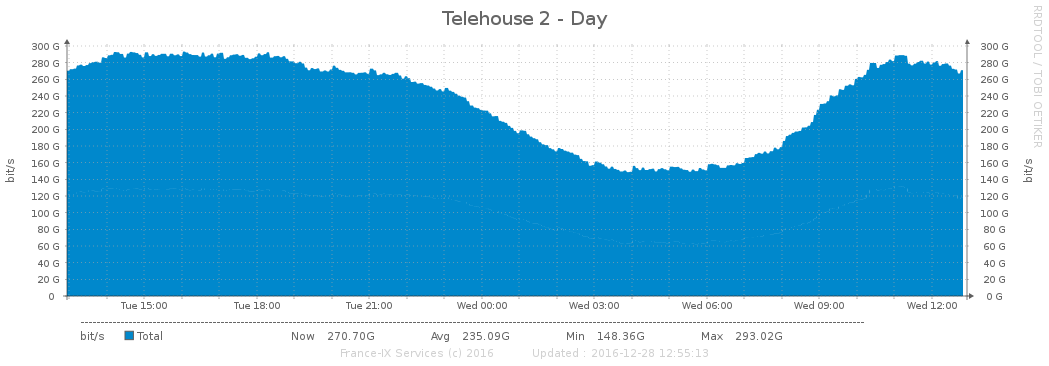 Telehouse 2 - Day
RRDTOOL / TOBI OETIKER
bit/s
300 G
280 G
260 G
240 G
220 G
200 G
180 G
160 G
140 G
120 G
100 G
80 G
60 G
40 G
20 G
0
300 G
280 G
260 G
240 G
220 G
200 G
180 G
160 G
140 G
120 G
100 G
80 G
60 G
40 G
20 G
0 G
bit/s
Tue 15:00 Tue 18:00 Tue 21:00 Wed 00:00 Wed 03:00 Wed 06:00 Wed 09:00 Wed 12:00
bit/s Total Now 270.70G Avg 235.09G Min 148.36G Max 293.02G
France-IX Services (c) 2016 Updated : 2016-12-28 12:55:13